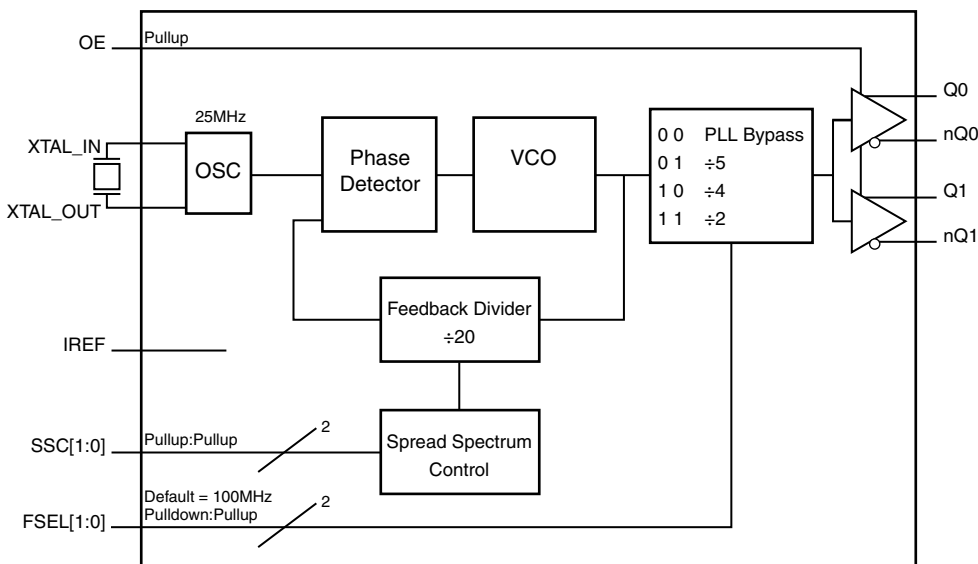 OE
Pullup
Q0
25MHz
nQ0
XTAL_IN
OSC
Phase
Detector
VCO
0 0 PLL Bypass
0 1 ÷5
1 0 ÷4
1 1 ÷2
XTAL_OUT
Q1
nQ1
Feedback Divider
÷20
IREF
SSC[1:0]
Pullup:Pullup
2
Spread Spectrum
Control
FSEL[1:0]
Default = 100MHz
Pulldown:Pullup
2